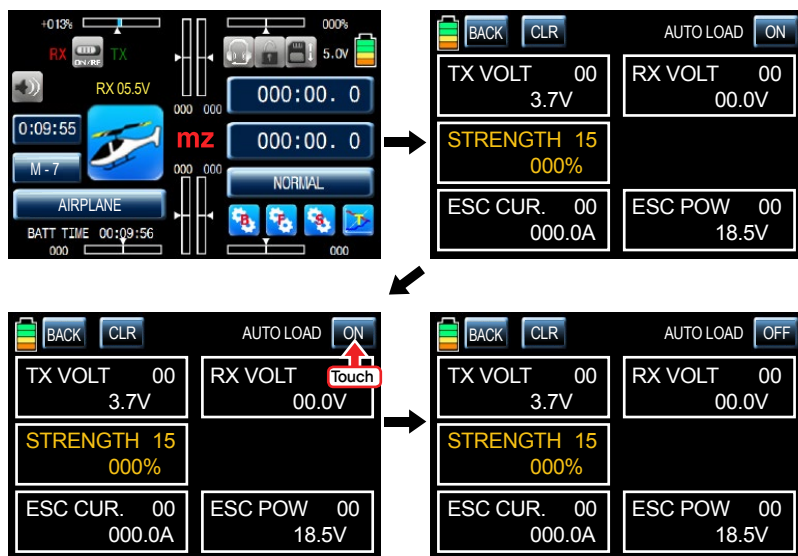 +013%
000%
RX
ON/RF
TX
5.0V
RX 05.5V
000:00. 0
000 000
0:09:55
mz
000:00. 0
M - 7
000 000
NORMAL
AIRPLANE
B
F
S
T
BATT TIME 00:09:56
000
000
BACK CLR AUTO LOAD ON
TX VOLT 00
3.7V
RX VOLT 00
00.0V
STRENGTH 15
000%
ESC CUR. 00
000.0A
ESC POW 00
18.5V
BACK CLR AUTO LOAD ON
Touch
TX VOLT 00
3.7V
RX VOLT
00.0V
STRENGTH 15
000%
ESC CUR. 00
000.0A
ESC POW 00
18.5V
BACK CLR AUTO LOAD OFF
TX VOLT 00
3.7V
RX VOLT 00
00.0V
STRENGTH 15
000%
ESC CUR. 00
000.0A
ESC POW 00
18.5V